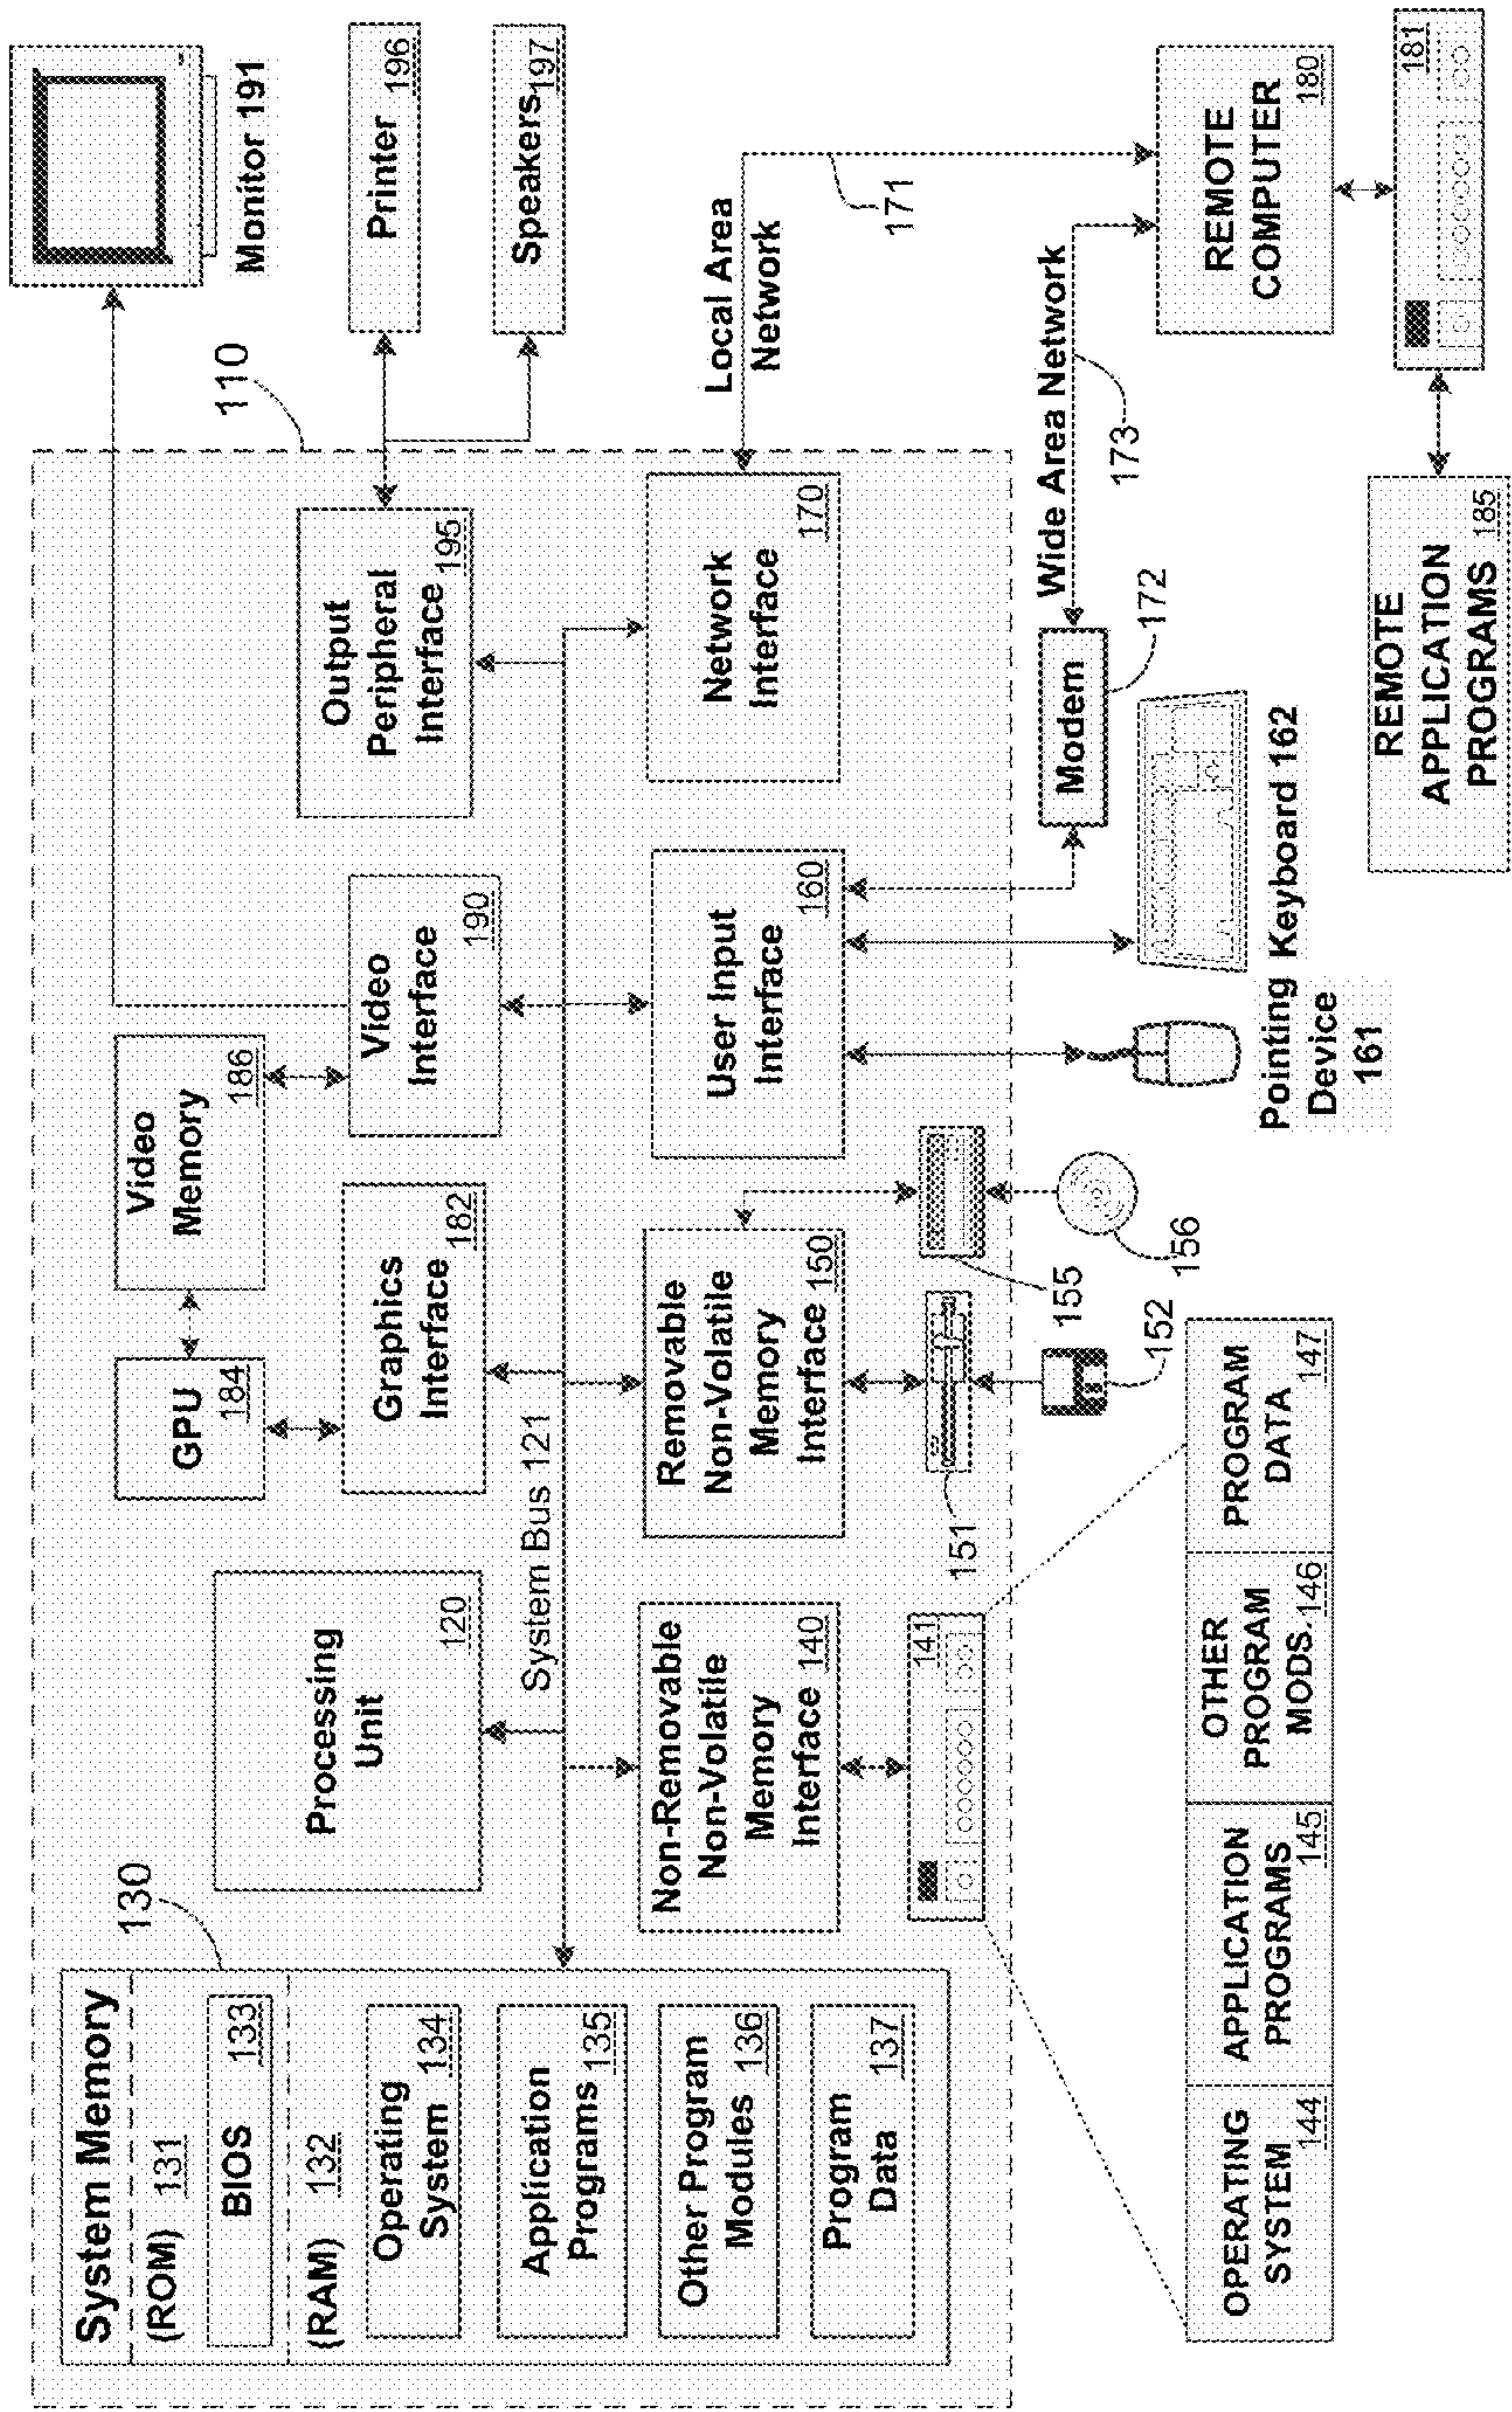 110
Monitor 191
Printer 196
Speakers 197
System Memory
130
(ROM) 131
BIOS 133
(RAM) 132
Operating
System 134
Application
Programs 135
Other Program
Modules 136
Program
Data 137
Processing
Unit
120
GPU
184
Video
Memory
186
Graphics
Interface
182
Video
Interface
190
Output
Peripheral
Interface 195
System Bus 121
Non-Removable
Non-Volatile
Memory
Interface 140
Removable
Non-Volatile
Memory
Interface 150
User Input
Interface
160
Network
Interface
170
Local Area
Network
171
141
151
152
155
156
Wide Area Network
173
Modem
172
Pointing
Device
161
Keyboard 162
REMOTE
COMPUTER
180
181
OPERATING
SYSTEM
144
APPLICATION
PROGRAMS
145
OTHER
PROGRAM
MODS. 146
PROGRAM
DATA
147
REMOTE
APPLICATION
PROGRAMS 185